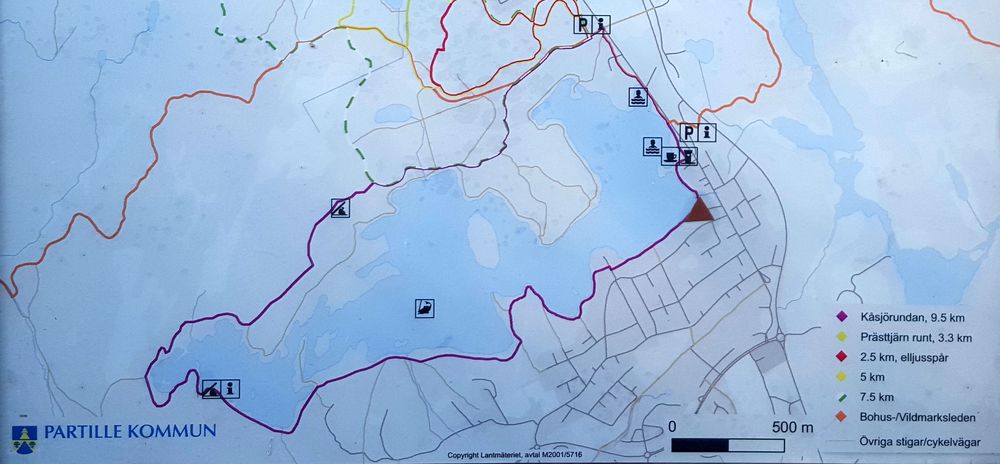 P i
P i
i
Kåsjörundan, 9.5 km
Prästtjärn runt, 3.3 km
2.5 km, elljusspår
5 km
7.5 km
Bohus-/Vildmarksleden
Övriga stigar/cykelvägar
PARTILLE KOMMUN
0 500 m
Copyright Lantmäteriet, avtal M2001/5716